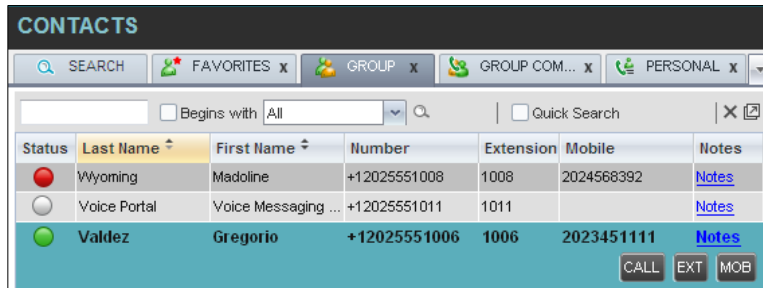 CONTACTS
SEARCH FAVORITES x GROUP x GROUP COM... x PERSONAL x
Begins with All Quick Search
Status Last Name First Name Number Extension Mobile Notes
Wyoming Madoline +12025551008 1008 2024568392 Notes
Voice Portal Voice Messaging ... +12025551011 1011 Notes
Valdez Gregorio +12025551006 1006 2023451111 Notes
CALL EXT MOB